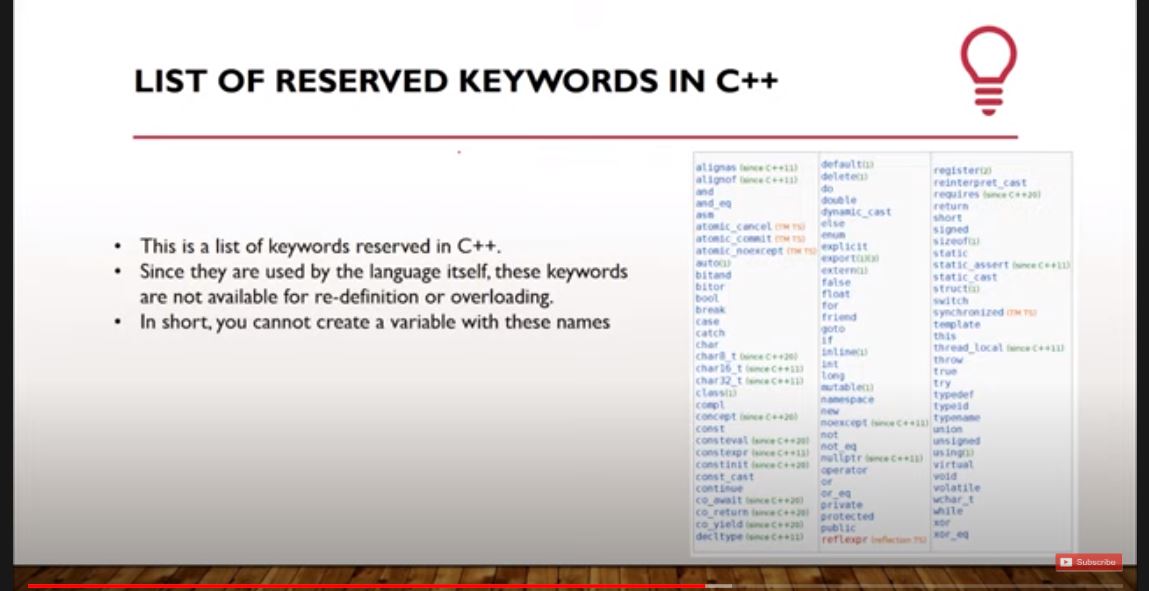 LIST OF RESERVED KEYWORDS IN C++
• This is a list of keywords reserved in C++.
• Since they are used by the language itself, these keywords
are not available for re-definition or overloading.
• In short, you cannot create a variable with these names
alignas (since C++11)
alignof (since C++11)
and
and_eq
asm
atomic_cancel (TM TS)
atomic_commit (TM TS)
atomic_noexcept (TM TS)
auto(1)
bitand
bitor
bool
break
case
catch
char
char8_t (since C++20)
char16_t (since C++11)
char32_t (since C++11)
class(1)
compl
concept (since C++20)
const
consteval (since C++20)
constexpr (since C++11)
constinit (since C++20)
const_cast
continue
co_await (since C++20)
co_return (since C++20)
co_yield (since C++20)
decltype (since C++11)
default(1)
delete(1)
do
double
dynamic_cast
else
enum
explicit
export(1)(3)
extern(1)
false
float
for
friend
goto
if
inline(1)
int
long
mutable(1)
namespace
new
noexcept (since C++11)
not
not_eq
nullptr (since C++11)
operator
or
or_eq
private
protected
public
reflexpr (reflection TS)
register(2)
reinterpret_cast
requires (since C++20)
return
short
signed
sizeof(1)
static
static_assert (since C++11)
static_cast
struct(1)
switch
synchronized (TM TS)
template
this
thread_local (since C++11)
throw
true
try
typedef
typeid
typename
union
unsigned
using(1)
virtual
void
volatile
wchar_t
while
xor
xor_eq
Subscribe